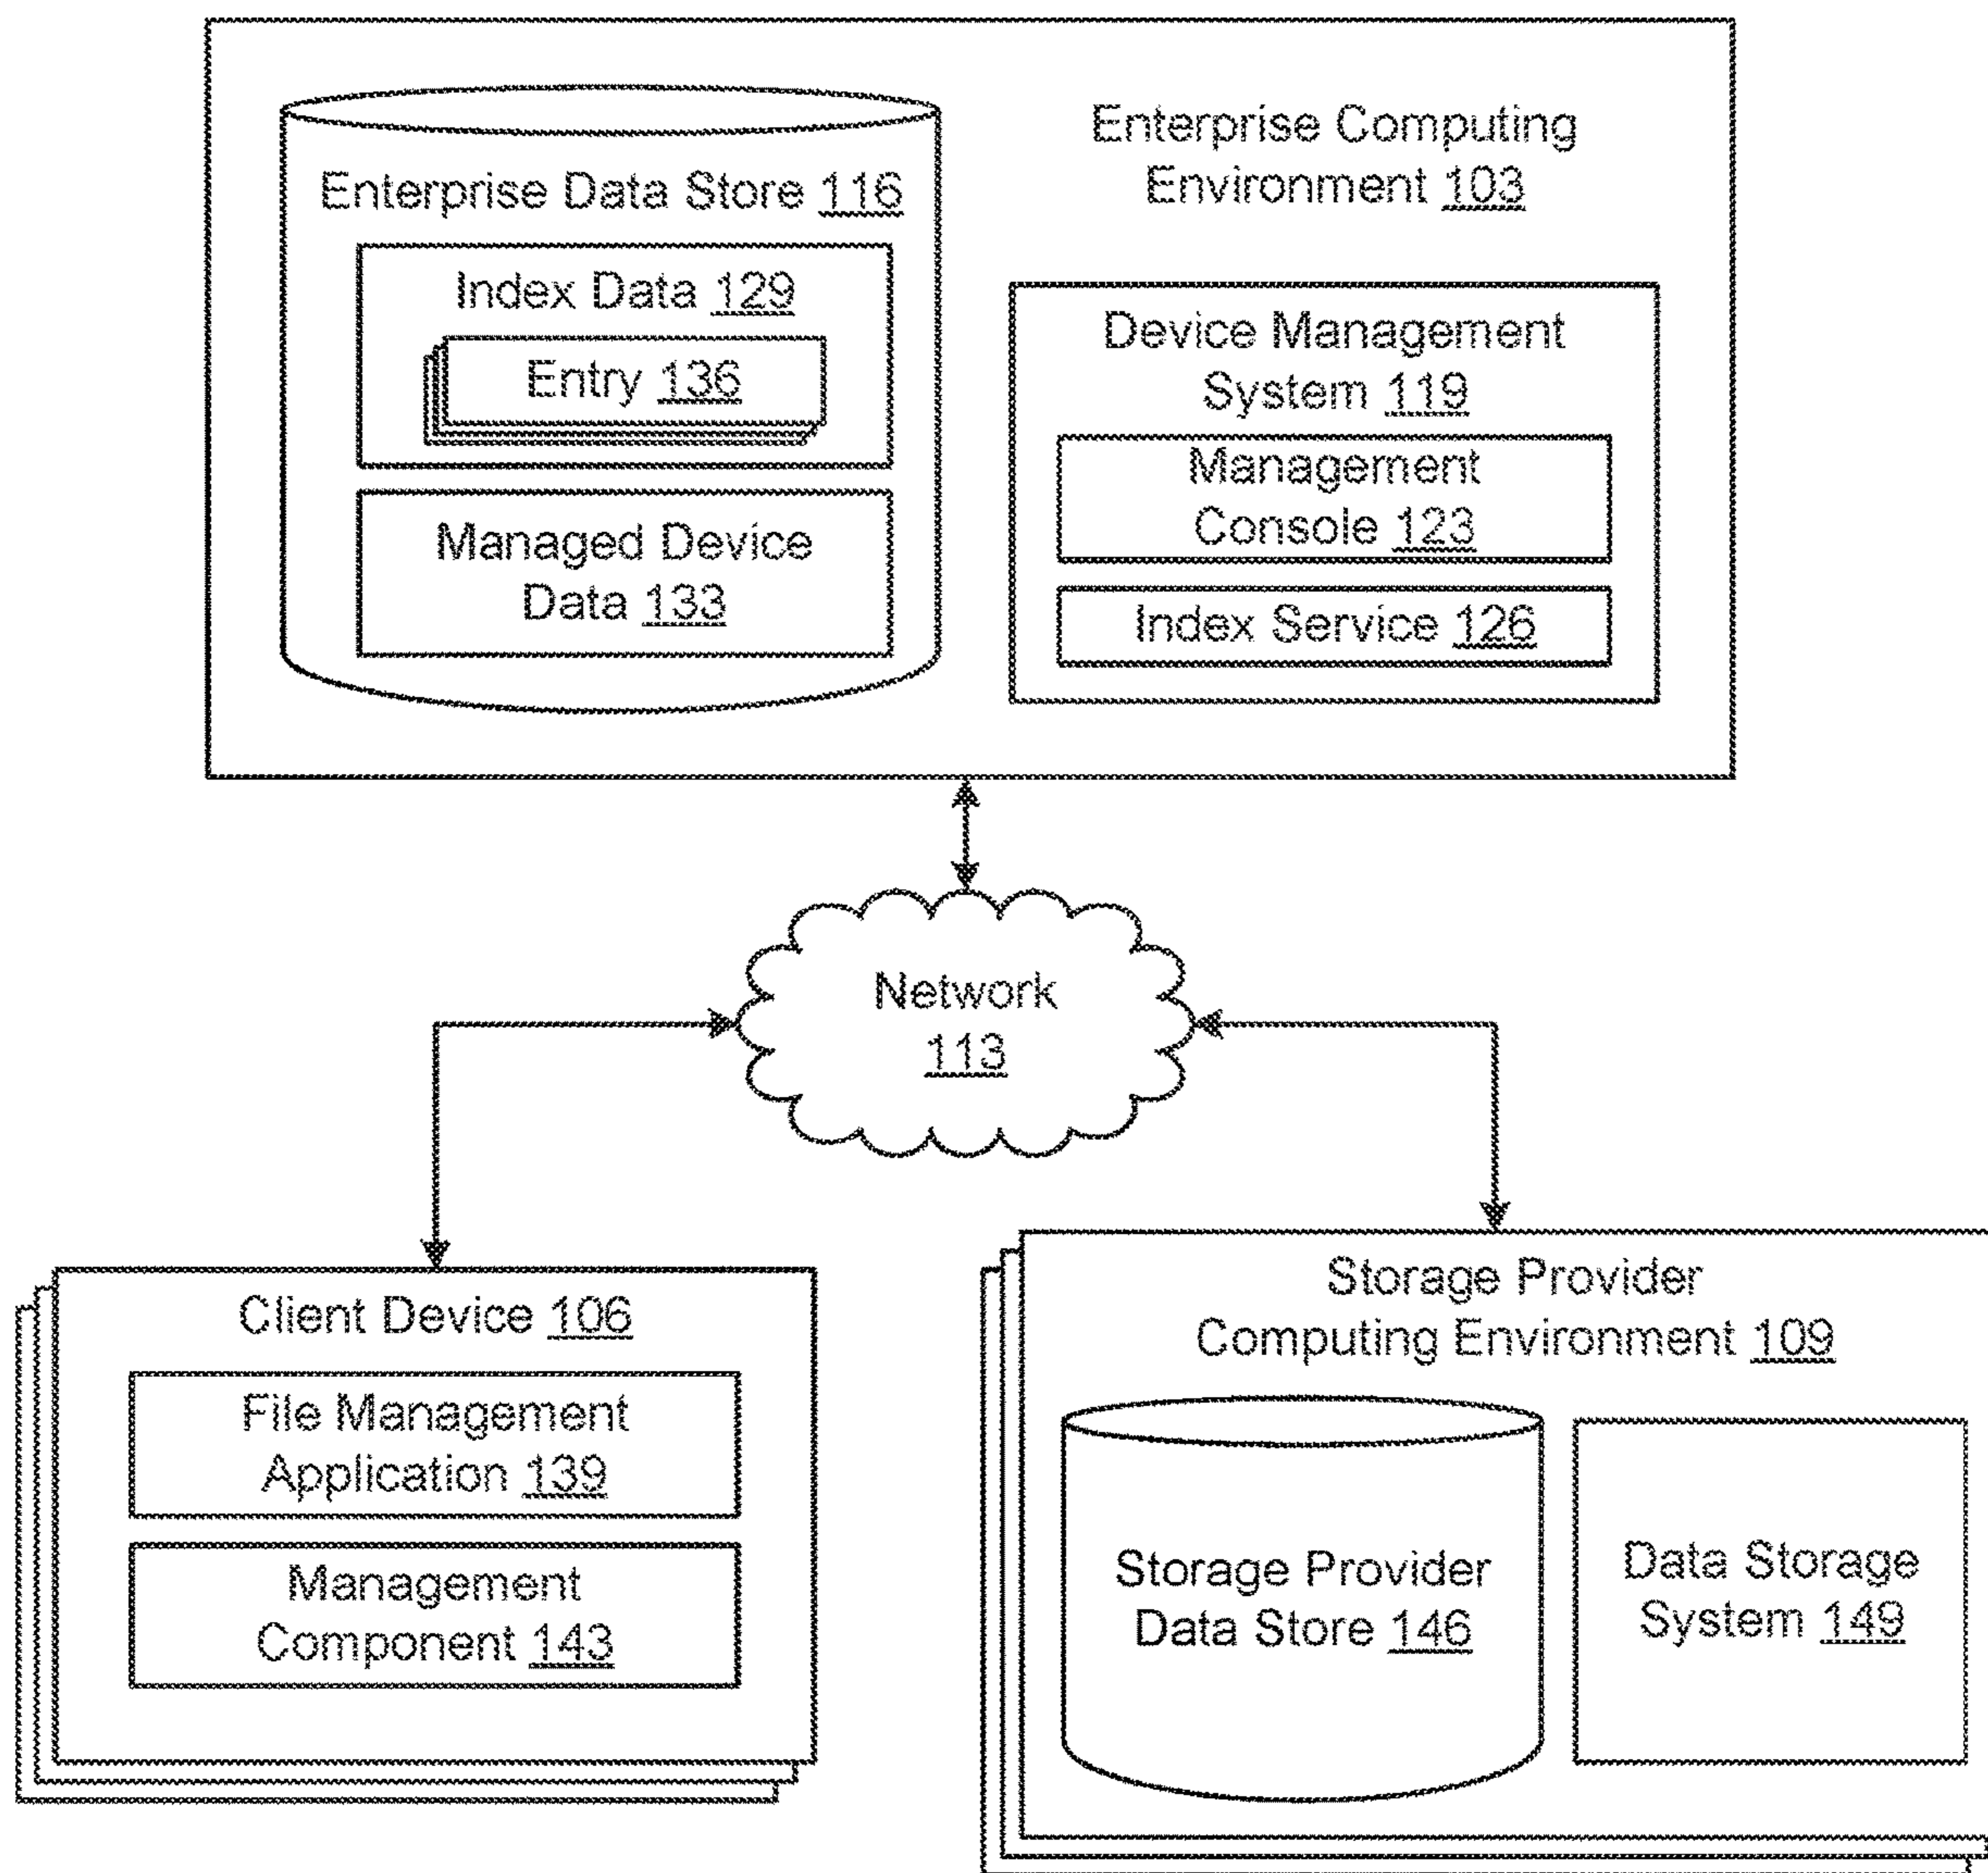 Enterprise Computing
Environment 103
Enterprise Data Store 116
Index Data 129
Entry 136
Managed Device
Data 133
Device Management
System 119
Management
Console 123
Index Service 126
Network
113
Client Device 106
File Management
Application 139
Management
Component 143
Storage Provider
Computing Environment 109
Storage Provider
Data Store 146
Data Storage
System 149